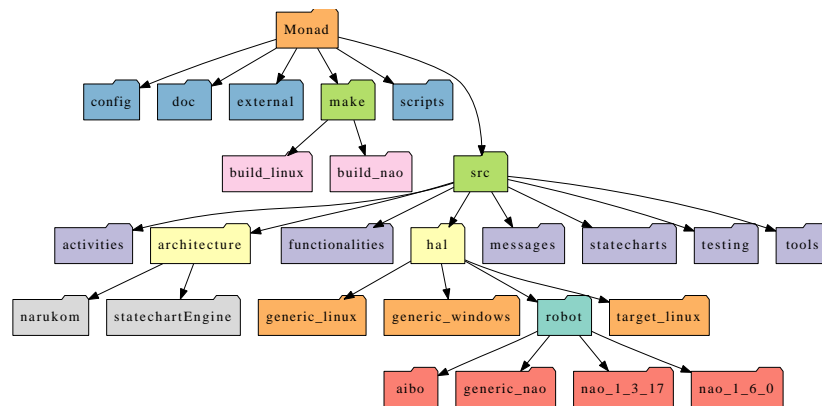 Monad
config doc external make scripts
build_linux build_nao src
activities architecture functionalities hal messages statecharts testing tools
narukom statechartEngine generic_linux generic_windows robot target_linux
aibo generic_nao nao_1_3_17 nao_1_6_0